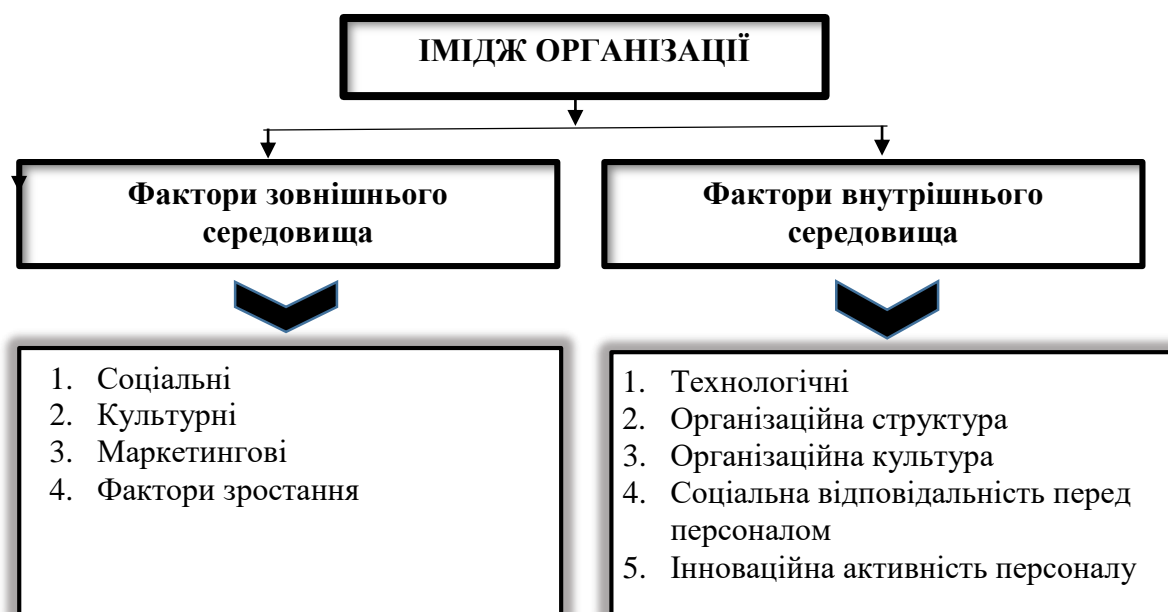 ІМІДЖ ОРГАНІЗАЦІЇ
Фактори зовнішнього
середовища
Фактори внутрішнього
середовища
1. Соціальні
2. Культурні
3. Маркетингові
4. Фактори зростання
1. Технологічні
2. Організаційна структура
3. Організаційна культура
4. Соціальна відповідальність перед
персоналом
5. Інноваційна активність персоналу